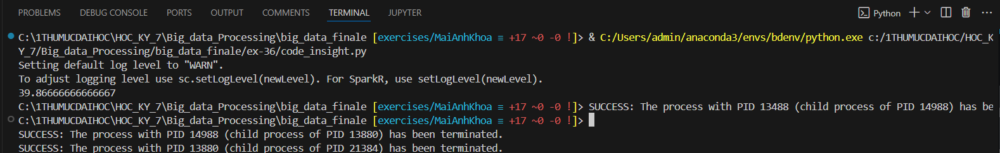 PROBLEMS DEBUG CONSOLE PORTS OUTPUT COMMENTS TERMINAL JUPYTER Python
C:\1THUMUCDAIHOC\HOC_KY_7\Big_data_Processing\big_data_finale [exercises/MaiAnhKhoa ≡ +17 ~0 -0 !]> & C:/Users/admin/anaconda3/envs/bdenv/python.exe c:/1THUMUCDAIHOC/HOC_K
Y_7/Big_data_Processing/big_data_finale/ex-36/code_insight.py
Setting default log level to "WARN".
To adjust logging level use sc.setLogLevel(newLevel). For SparkR, use setLogLevel(newLevel).
39.86666666666667
C:\1THUMUCDAIHOC\HOC_KY_7\Big_data_Processing\big_data_finale [exercises/MaiAnhKhoa ≡ +17 ~0 -0 !]> SUCCESS: The process with PID 13488 (child process of PID 14988) has be
C:\1THUMUCDAIHOC\HOC_KY_7\Big_data_Processing\big_data_finale [exercises/MaiAnhKhoa ≡ +17 ~0 -0 !]>
SUCCESS: The process with PID 14988 (child process of PID 13880) has been terminated.
SUCCESS: The process with PID 13880 (child process of PID 21384) has been terminated.